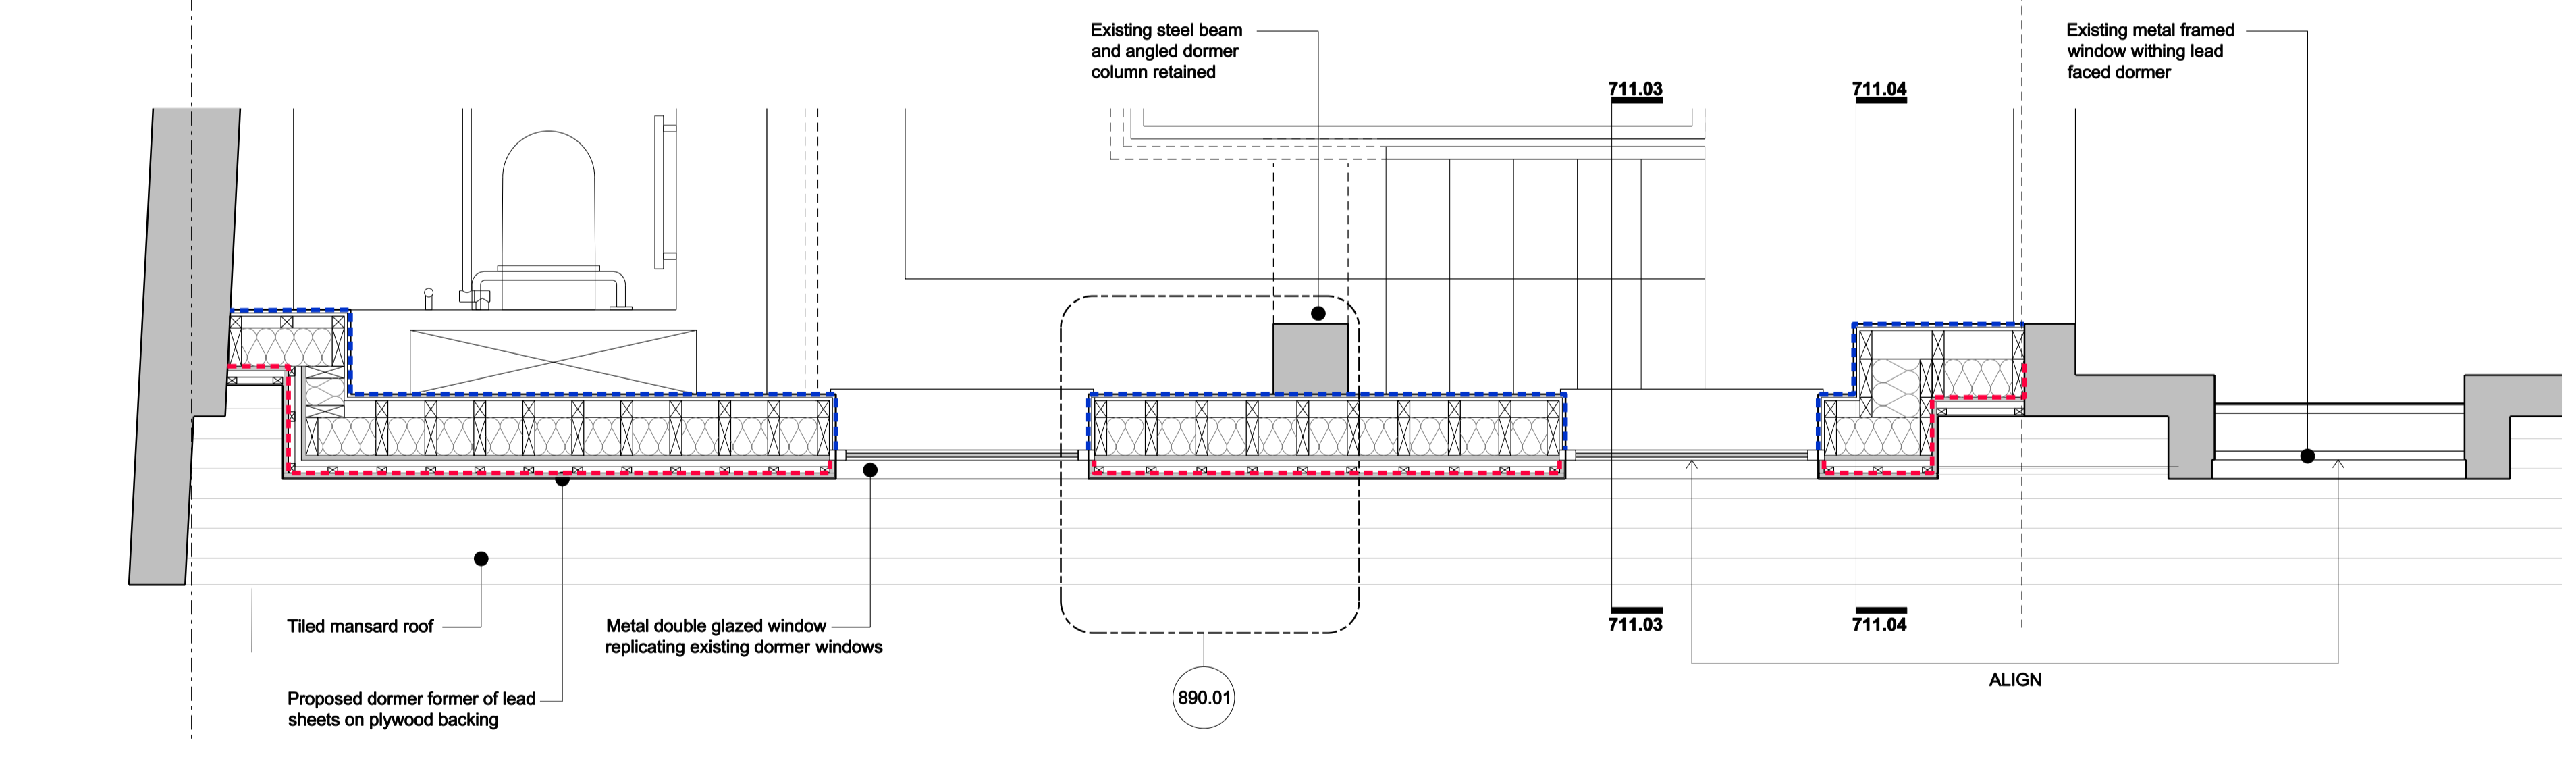 Existing steel beam
and angled dormer
column retained
Existing metal framed
window withing lead
faced dormer
711.03
711.04
Tiled mansard roof
Metal double glazed window
replicating existing dormer windows
711.03
711.04
Proposed dormer former of lead
sheets on plywood backing
890.01
ALIGN